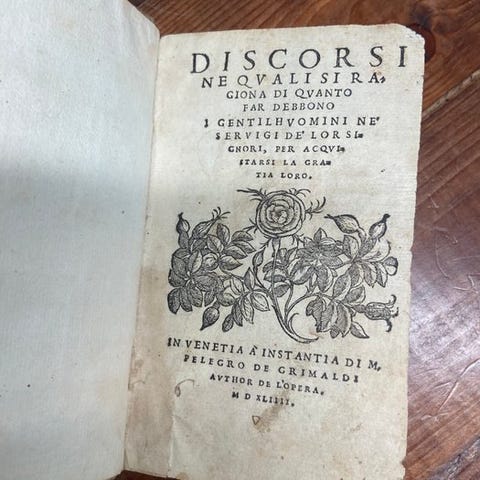 DISCORSI
NE QVALI SI RA,
GIONA DI QVANTO
FAR DEBBONO
I GENTILHVOMINI NE'
SERVIGI DE' LOR SI=
GNORI, PER ACQVI=
STARSI LA GRA=
TIA LORO.
IN VENETIA A' INSTANTIA DI M.
PELEGRO DE GRIMALDI
AVTHOR DE L'OPERA.
M D XLIIII.